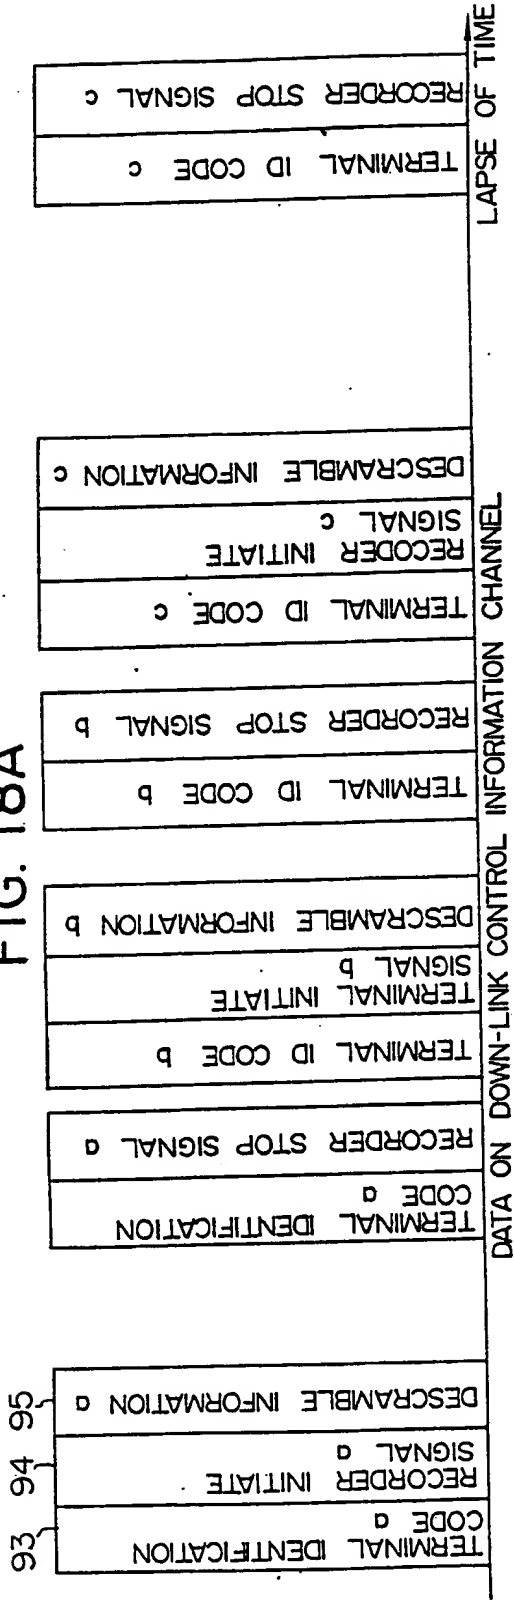 FIG. 18A
93
94
95
TERMINAL IDENTIFICATION
CODE a
RECORDER INITIATE
SIGNAL a
DESCRAMBLE INFORMATION a
TERMINAL IDENTIFICATION
CODE a
RECORDER STOP SIGNAL a
TERMINAL ID CODE b
TERMINAL INITIATE
SIGNAL b
DESCRAMBLE INFORMATION b
TERMINAL ID CODE b
RECORDER STOP SIGNAL b
TERMINAL ID CODE c
RECODER INITIATE
SIGNAL c
DESCRAMBLE INFORMATION c
TERMINAL ID CODE c
RECORDER STOP SIGNAL c
DATA ON DOWN-LINK CONTROL INFORMATION CHANNEL
LAPSE OF TIME